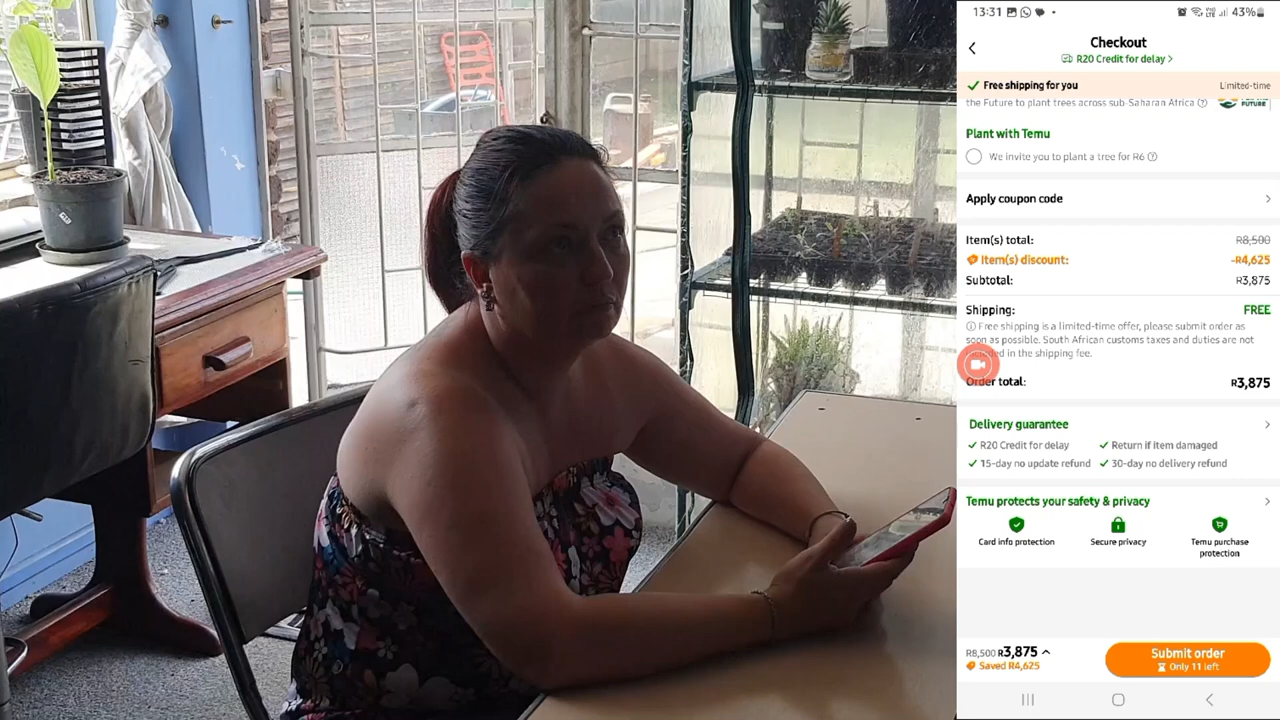 13:31
43%
Checkout
R20 Credit for delay >
Free shipping for you
Limited-time
the Future to plant trees across sub-Saharan Africa
FUTURE
Plant with Temu
We invite you to plant a tree for R6
Apply coupon code
Item(s) total: R8,500
Item(s) discount: -R4,625
Subtotal: R3,875
Shipping: FREE
Free shipping is a limited-time offer, please submit order as
soon as possible. South African customs taxes and duties are not
in the shipping fee.
Order total: R3,875
Delivery guarantee
R20 Credit for delay Return if item damaged
15-day no update refund 30-day no delivery refund
Temu protects your safety & privacy
Card info protection Secure privacy Temu purchase
protection
R8,500 R3,875
Saved R4,625
Submit order
Only 11 left